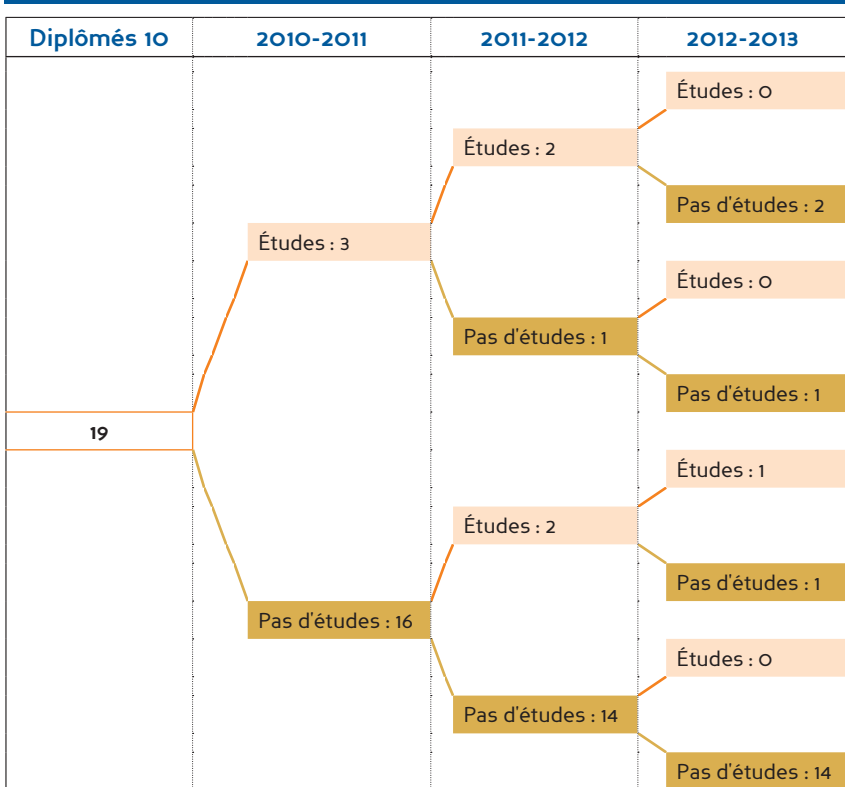 Diplômés 10 2010-2011 2011-2012 2012-2013
Études : 0
Études : 2
Pas d'études : 2
Études : 3
Études : 0
Pas d'études : 1
Pas d'études : 1
19
Études : 1
Études : 2
Pas d'études : 1
Pas d'études : 16
Études : 0
Pas d'études : 14
Pas d'études : 14